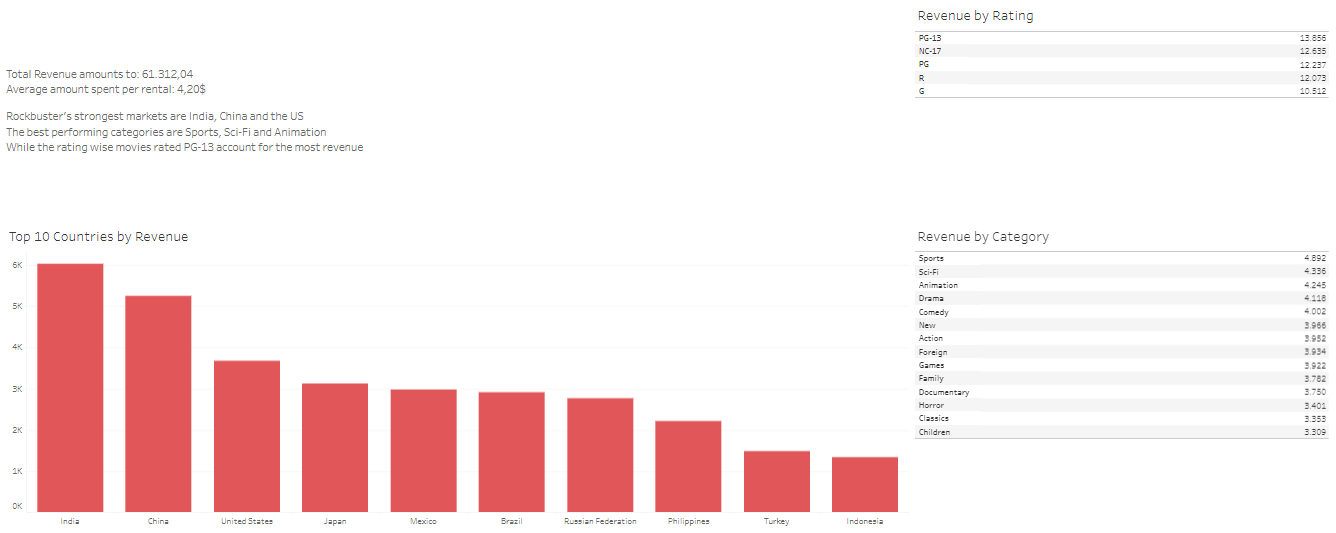 Revenue by Rating
PG-13 13.856
NC-17 12.635
PG 12.237
R 12.073
G 10.512
Total Revenue amounts to: 61.312,04
Average amount spent per rental: 4,20$
Rockbuster's strongest markets are India, China and the US
The best performing categories are Sports, Sci-Fi and Animation
While the rating wise movies rated PG-13 account for the most revenue
Top 10 Countries by Revenue
6K
5K
4K
3K
2K
1K
0K
India China United States Japan Mexico Brazil Russian Federation Philippines Turkey Indonesia
Revenue by Category
Sports 4.892
Sci-Fi 4.336
Animation 4.245
Drama 4.118
Comedy 4.002
New 3.966
Action 3.952
Foreign 3.934
Games 3.922
Family 3.782
Documentary 3.750
Horror 3.401
Classics 3.353
Children 3.309